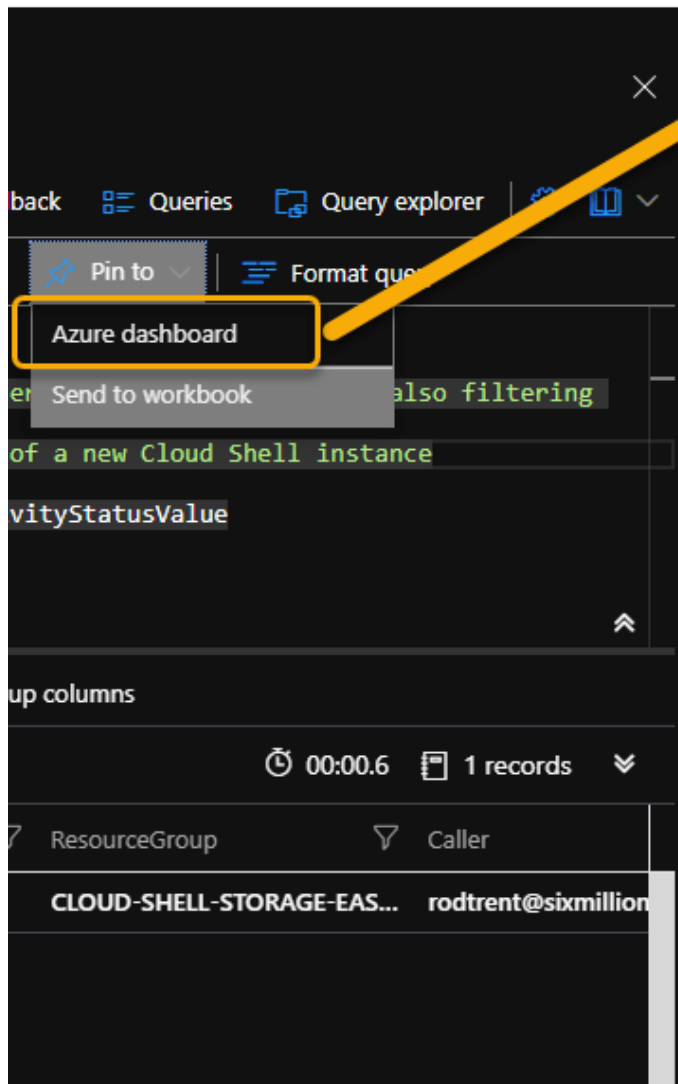 back Queries Query explorer
Pin to Format query
Azure dashboard
Send to workbook
also filtering
of a new Cloud Shell instance
vityStatusValue
up columns
00:00.6 1 records
ResourceGroup Caller
CLOUD-SHELL-STORAGE-EAS... rodtrent@sixmillion